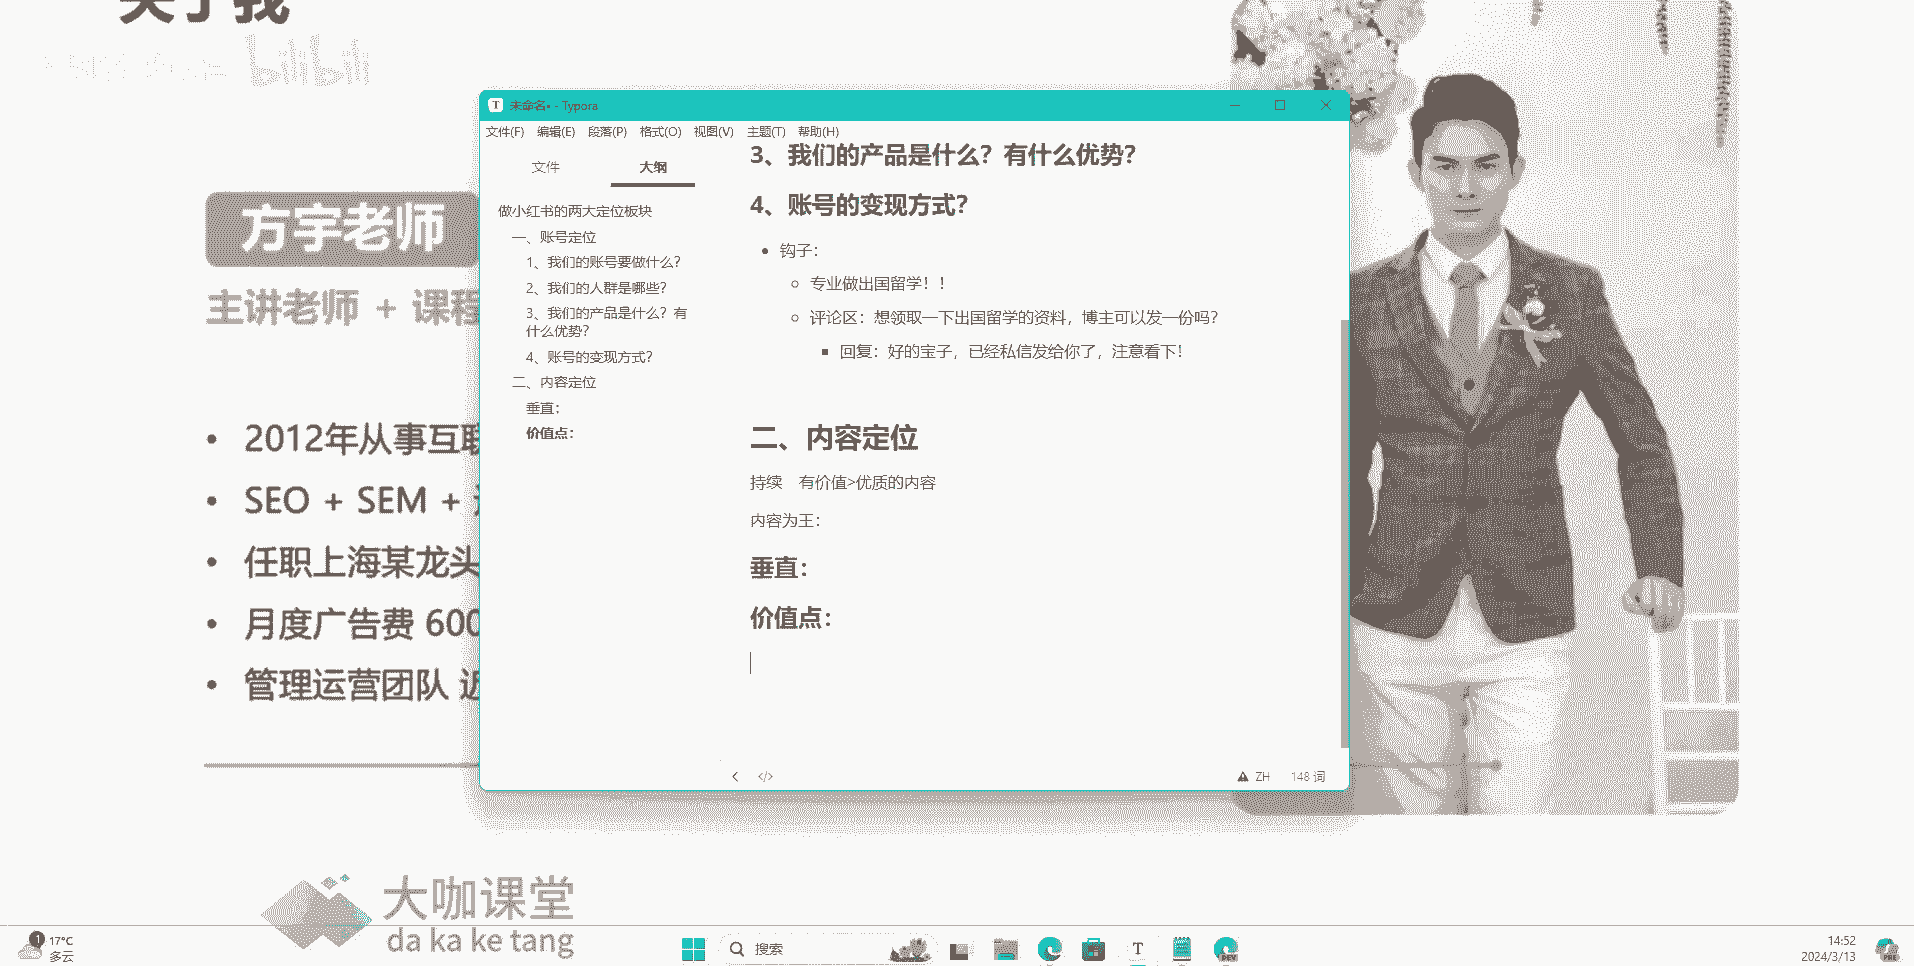 关于我
bilibili
方宇老师
主讲老师 + 课程
• 2012年从事互联
• SEO + SEM +
• 任职上海某龙头
• 月度广告费 600
• 管理运营团队 近
未命名• - Typora
文件(F) 编辑(E) 段落(P) 格式(O) 视图(V) 主题(T) 帮助(H)
文件 大纲
做小红书的两大定位板块
一、账号定位
1、我们的账号要做什么?
2、我们的人群是哪些?
3、我们的产品是什么? 有
什么优势?
4、账号的变现方式?
二、内容定位
垂直:
价值点:
3、我们的产品是什么? 有什么优势?
4、账号的变现方式?
• 钩子:
专业做出国留学! !
评论区: 想领取一下出国留学的资料, 博主可以发一份吗?
回复: 好的宝子, 已经私信发给你了, 注意看下!
二、内容定位
持续 有价值>优质的内容
内容为王:
垂直:
价值点:
</> ZH 148 词
大咖课堂
da ka ke tang
1 17°C
多云
搜索
T
DEV
14:52
2024/3/13
PRE